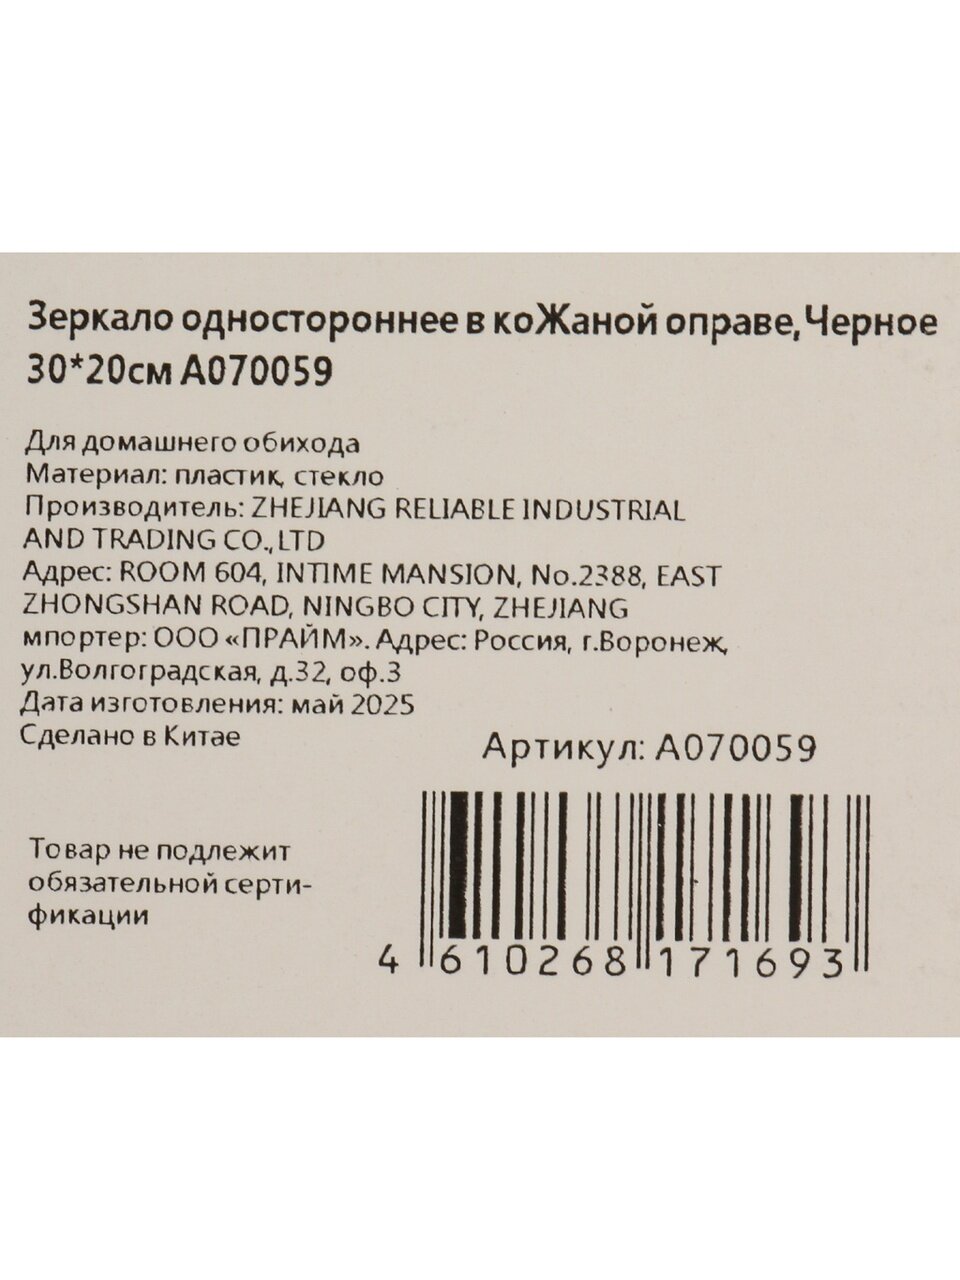 Зеркало одностороннее в коЖаной оправе,Черное
30*20см A070059
Для домашнего обихода
Материал: пластик, стекло
Производитель: ZHEJIANG RELIABLE INDUSTRIAL
AND TRADING CO.,LTD
Адрес: ROOM 604, INTIME MANSION, No.2388, EAST
ZHONGSHAN ROAD, NINGBO CITY, ZHEJIANG
мпортер: ООО «ПРАЙМ». Адрес: Россия, г.Воронеж,
ул.Волгоградская, д.32, оф.3
Дата изготовления: май 2025
Сделано в Китае
Артикул: A070059
Товар не подлежит
обязательной серти-
фикации
4 610268 171693